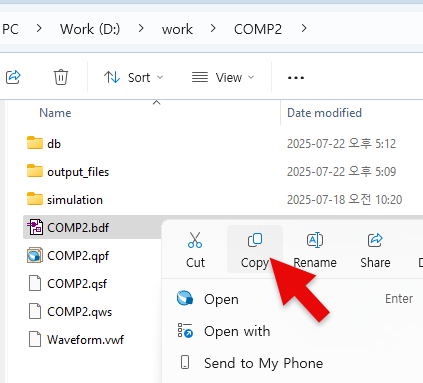 PC > Work (D:) > work > COMP2 >
Sort View ...
Name Date modified
db 2025-07-22 오후 5:12
output_files 2025-07-22 오후 5:09
simulation 2025-07-18 오전 10:20
COMP2.bdf
COMP2.qpf
COMP2.qsf
COMP2.qws
Waveform.vwf
Cut Copy Rename Share
Open Enter
Open with
Send to My Phone